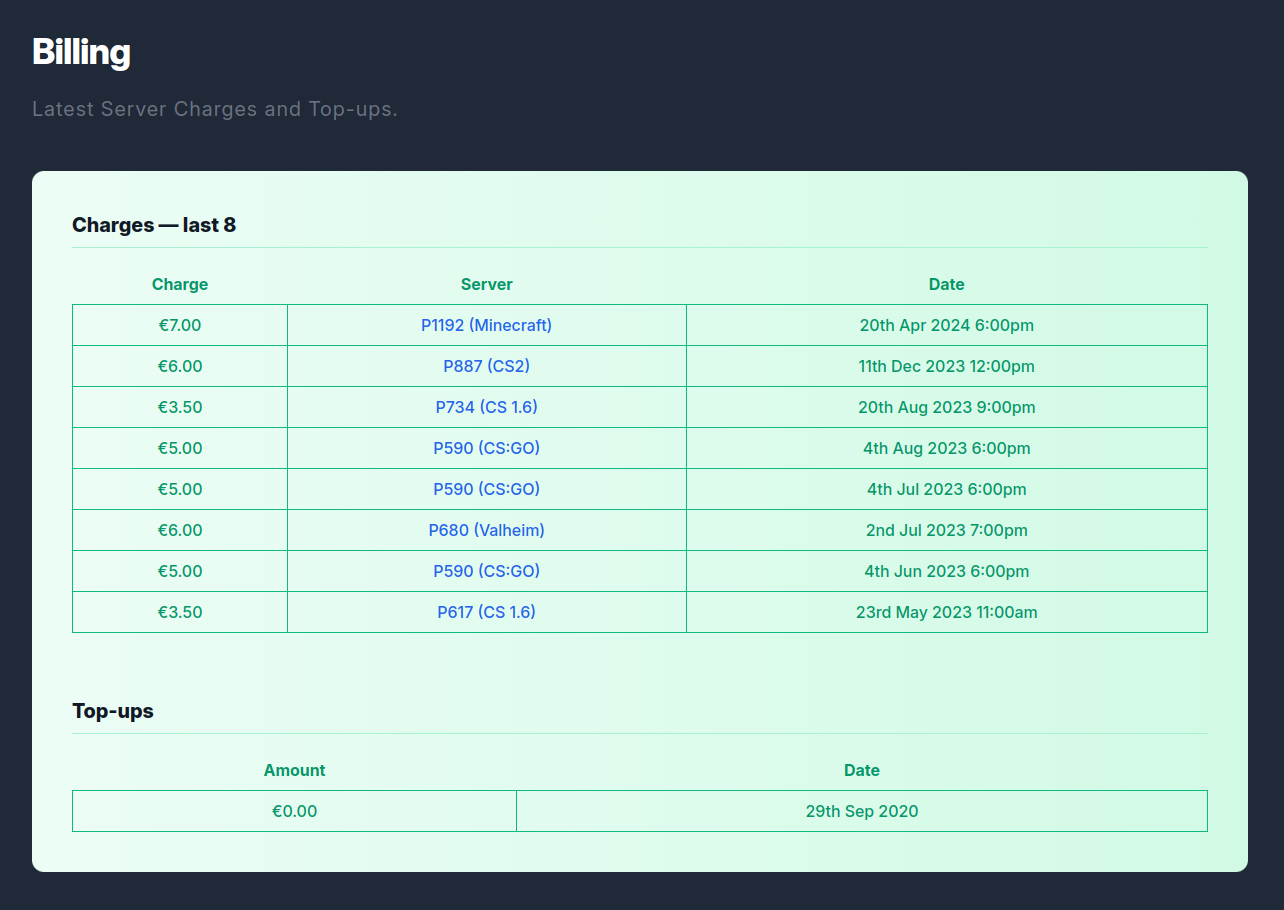 Billing
Latest Server Charges and Top-ups.
Charges — last 8
Charge Server Date
€7.00 P1192 (Minecraft) 20th Apr 2024 6:00pm
€6.00 P887 (CS2) 11th Dec 2023 12:00pm
€3.50 P734 (CS 1.6) 20th Aug 2023 9:00pm
€5.00 P590 (CS:GO) 4th Aug 2023 6:00pm
€5.00 P590 (CS:GO) 4th Jul 2023 6:00pm
€6.00 P680 (Valheim) 2nd Jul 2023 7:00pm
€5.00 P590 (CS:GO) 4th Jun 2023 6:00pm
€3.50 P617 (CS 1.6) 23rd May 2023 11:00am
Top-ups
Amount Date
€0.00 29th Sep 2020